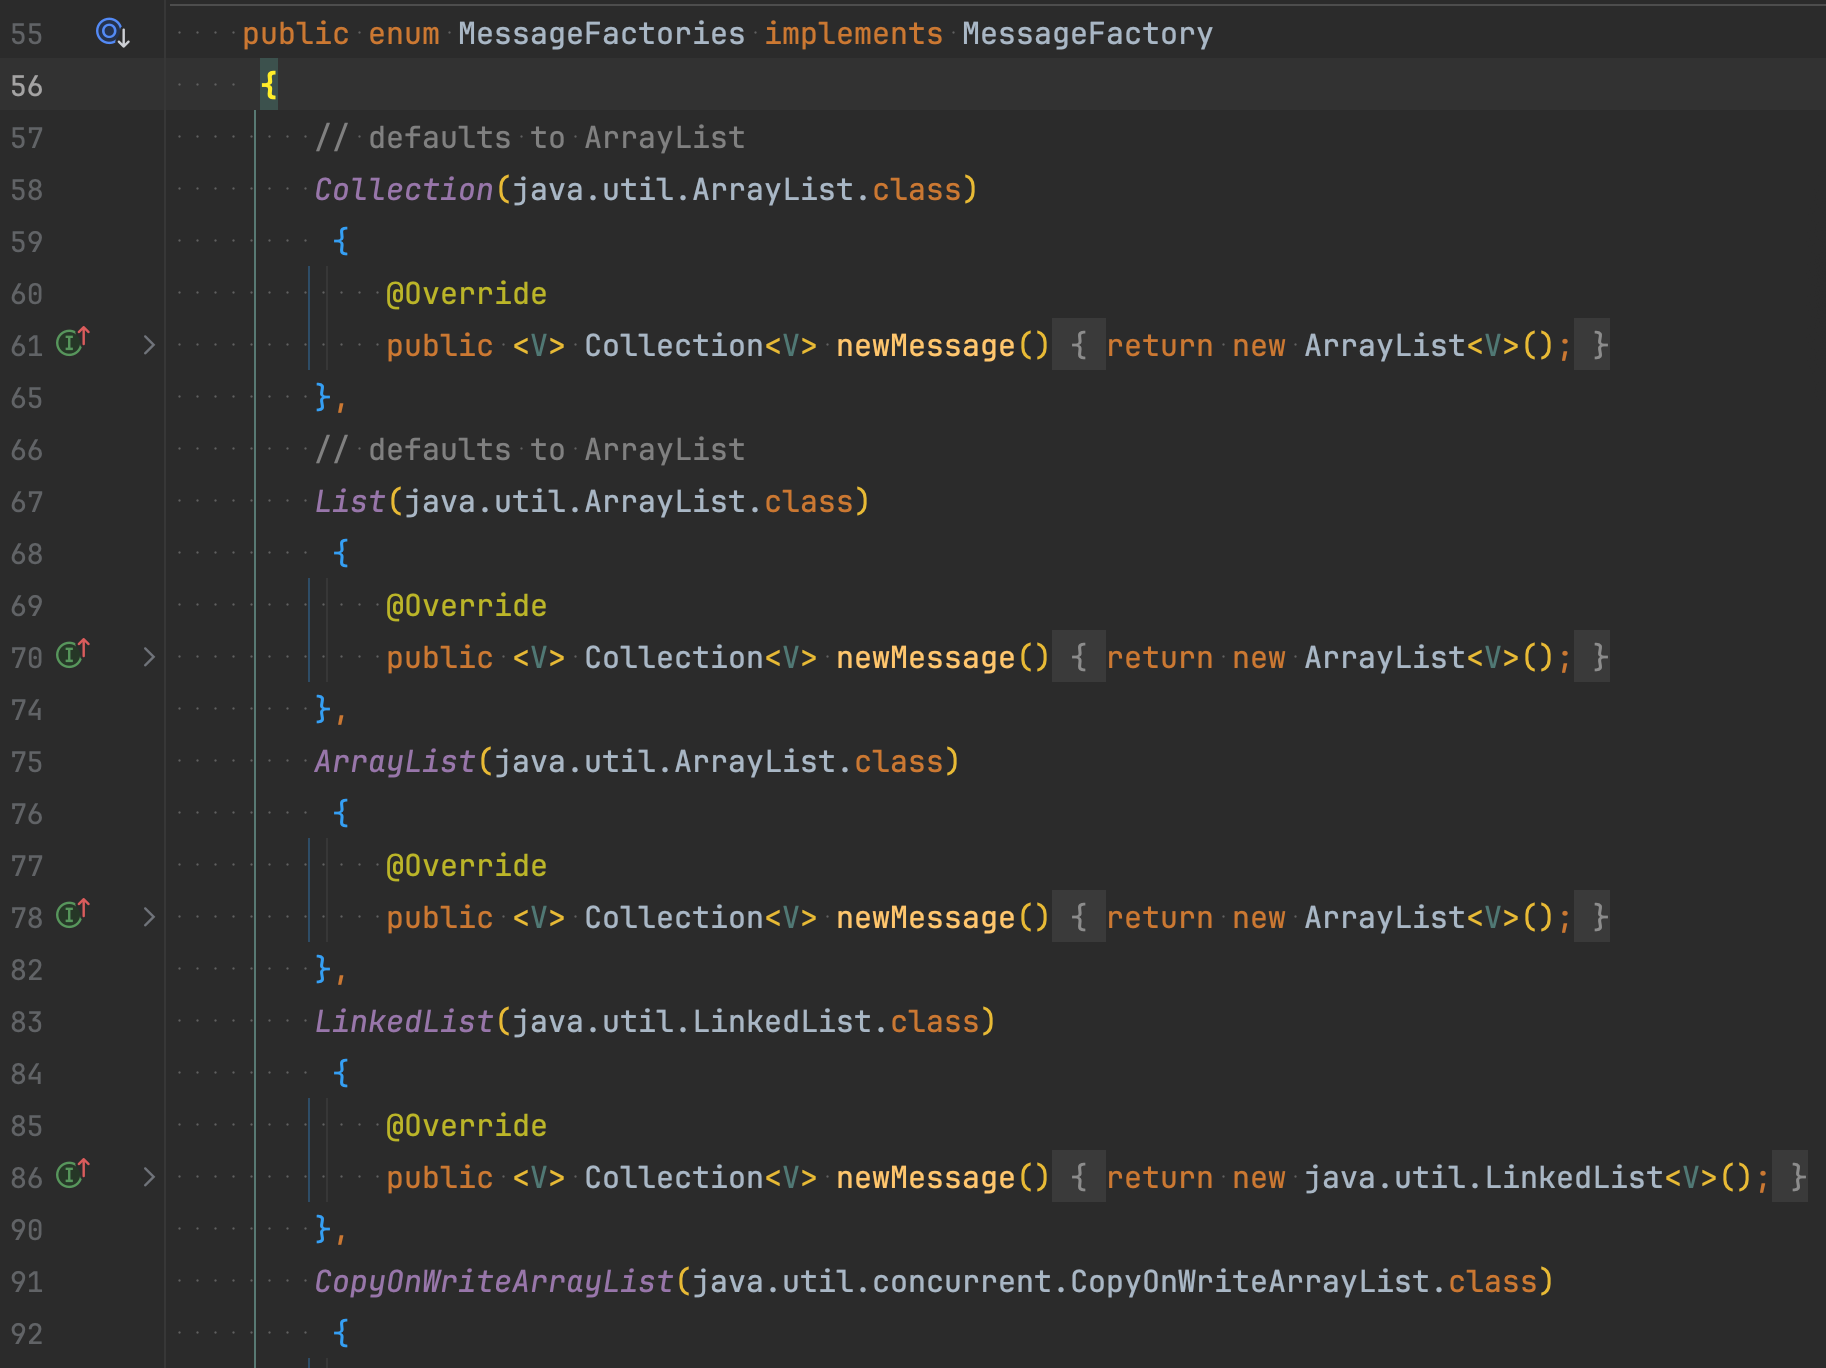 55 public enum MessageFactories implements MessageFactory
56 {
57 // defaults to ArrayList
58 Collection(java.util.ArrayList.class)
59 {
60 @Override
61 public <V> Collection<V> newMessage() { return new ArrayList<V>(); }
65 },
66 // defaults to ArrayList
67 List(java.util.ArrayList.class)
68 {
69 @Override
70 public <V> Collection<V> newMessage() { return new ArrayList<V>(); }
74 },
75 ArrayList(java.util.ArrayList.class)
76 {
77 @Override
78 public <V> Collection<V> newMessage() { return new ArrayList<V>(); }
82 },
83 LinkedList(java.util.LinkedList.class)
84 {
85 @Override
86 public <V> Collection<V> newMessage() { return new java.util.LinkedList<V>(); }
90 },
91 CopyOnWriteArrayList(java.util.concurrent.CopyOnWriteArrayList.class)
92 {